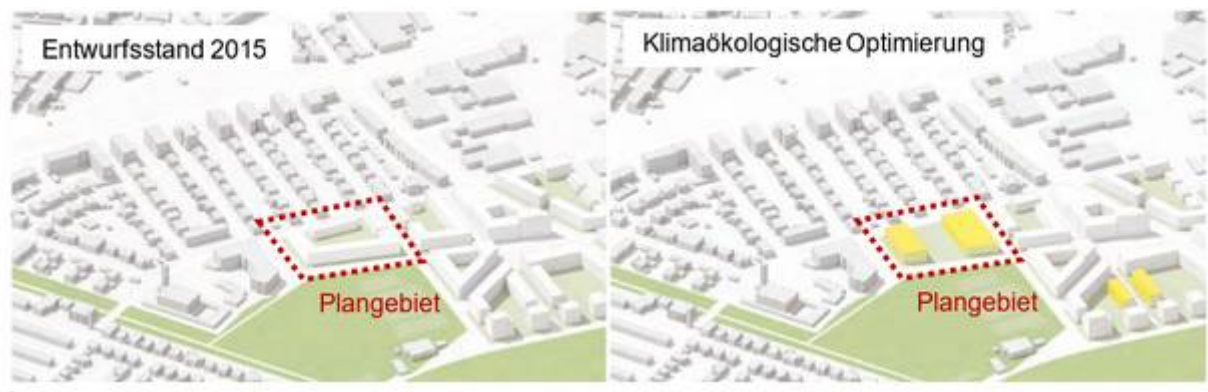 Entwurfsstand 2015
Klimaökologische Optimierung
Plangebiet
Plangebiet